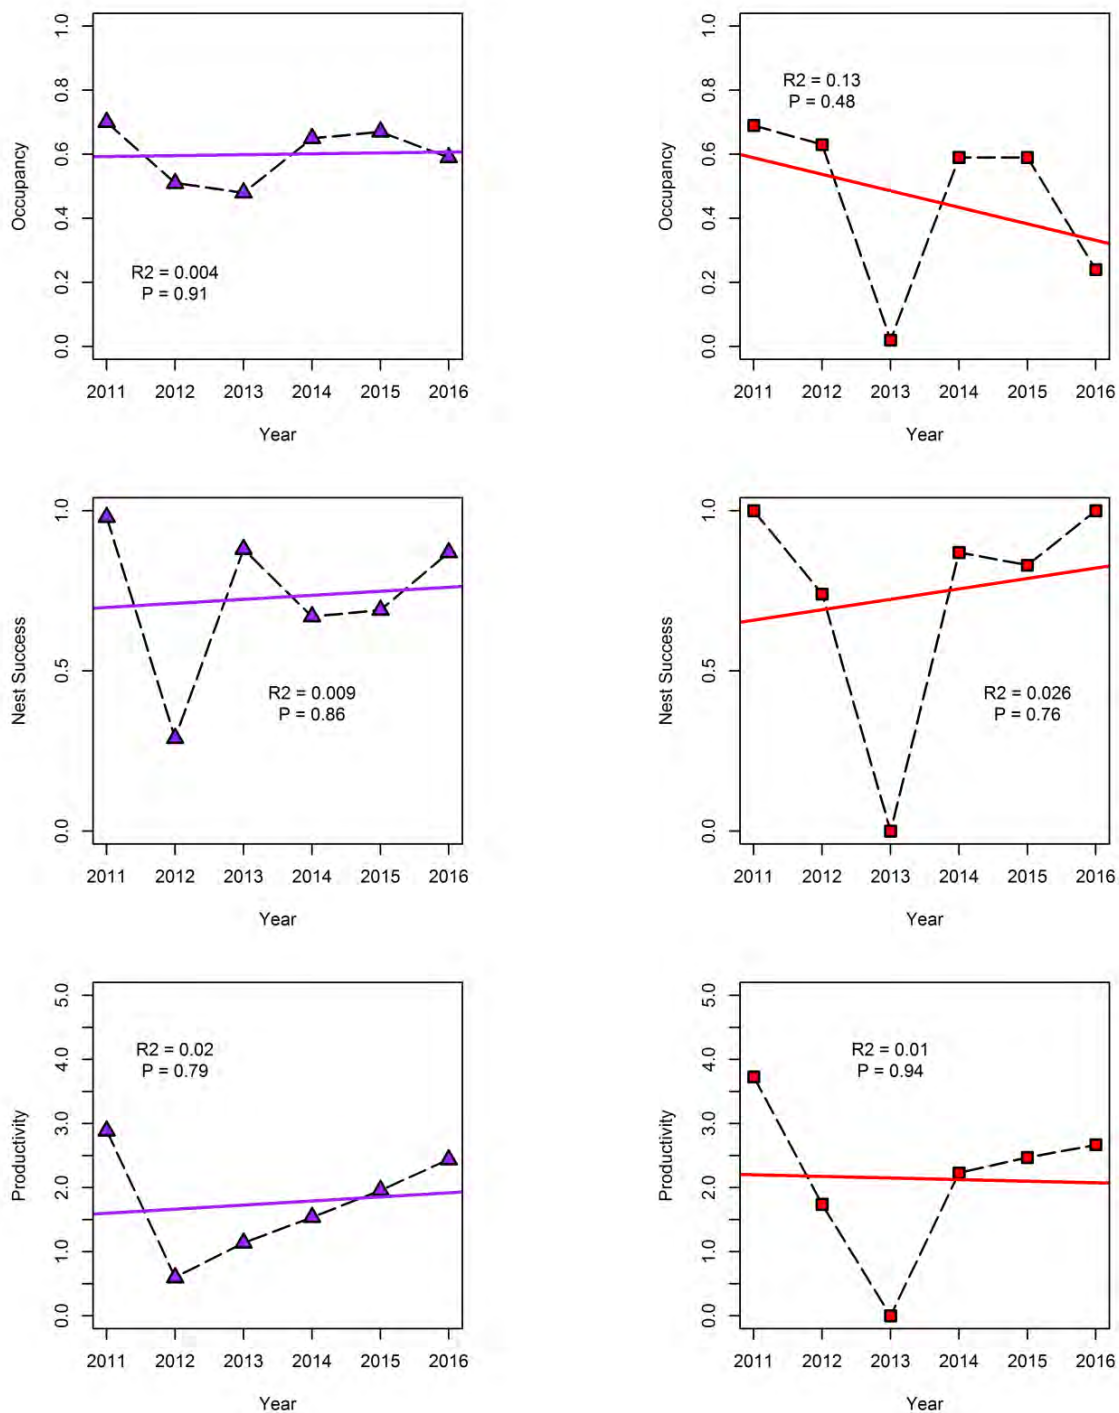 1.0
0.8
0.6
0.4
0.2
0.0
Occupancy
R2 = 0.004
P = 0.91
2011 2012 2013 2014 2015 2016
Year
1.0
0.8
0.6
0.4
0.2
0.0
Occupancy
R2 = 0.13
P = 0.48
2011 2012 2013 2014 2015 2016
Year
1.0
0.5
0.0
Nest Success
R2 = 0.009
P = 0.86
2011 2012 2013 2014 2015 2016
Year
1.0
0.5
0.0
Nest Success
R2 = 0.026
P = 0.76
2011 2012 2013 2014 2015 2016
Year
5.0
4.0
3.0
2.0
1.0
0.0
Productivity
R2 = 0.02
P = 0.79
2011 2012 2013 2014 2015 2016
Year
5.0
4.0
3.0
2.0
1.0
0.0
Productivity
R2 = 0.01
P = 0.94
2011 2012 2013 2014 2015 2016
Year